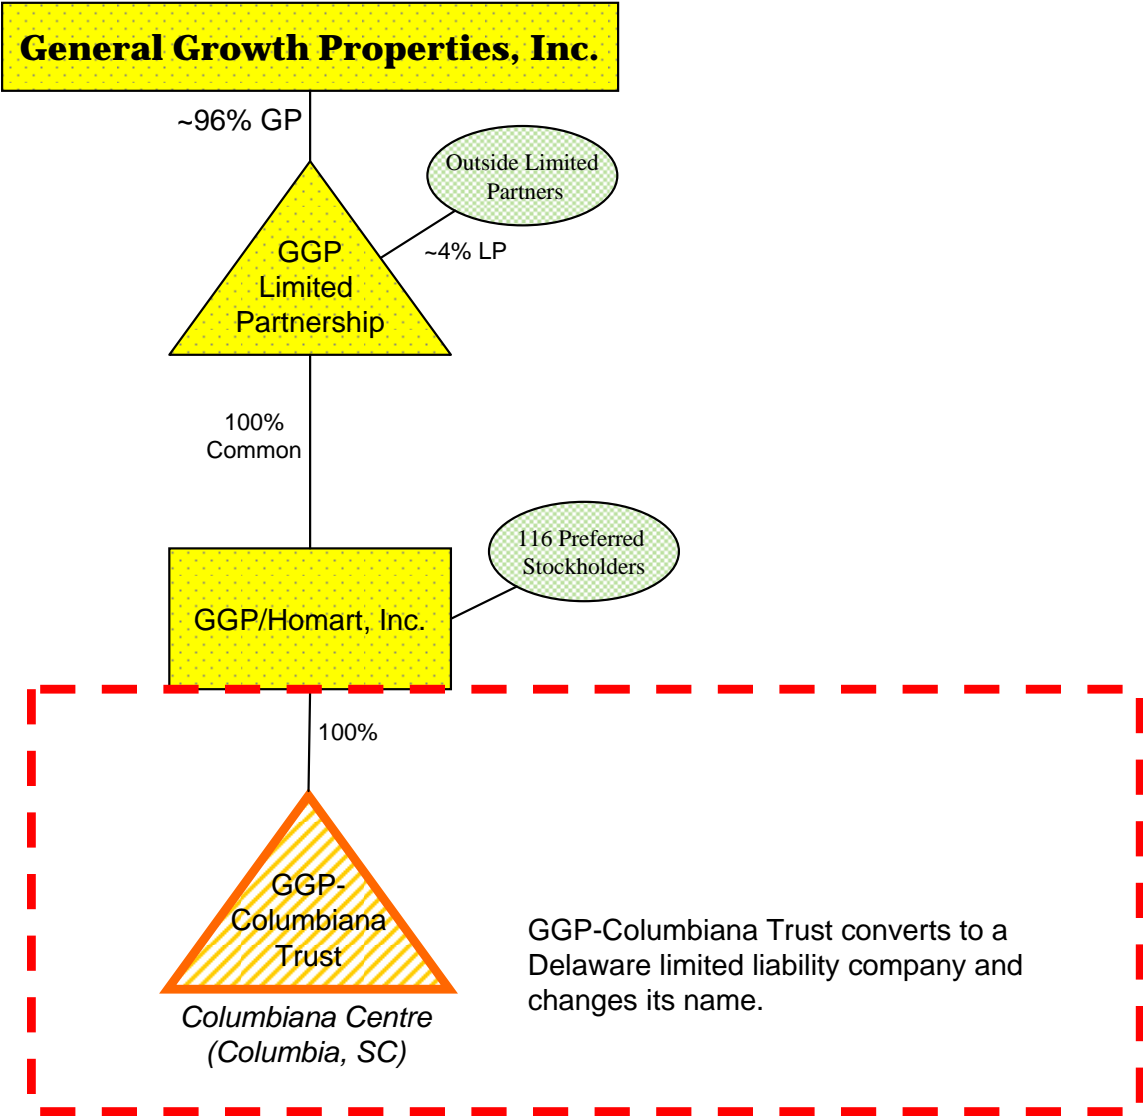 General Growth Properties, Inc.
~96% GP
Outside Limited
Partners
~4% LP
GGP
Limited
Partnership
100%
Common
116 Preferred
Stockholders
GGP/Homart, Inc.
100%
GGP-
Columbiana
Trust
Columbiana Centre
(Columbia, SC)
GGP-Columbiana Trust converts to a
Delaware limited liability company and
changes its name.